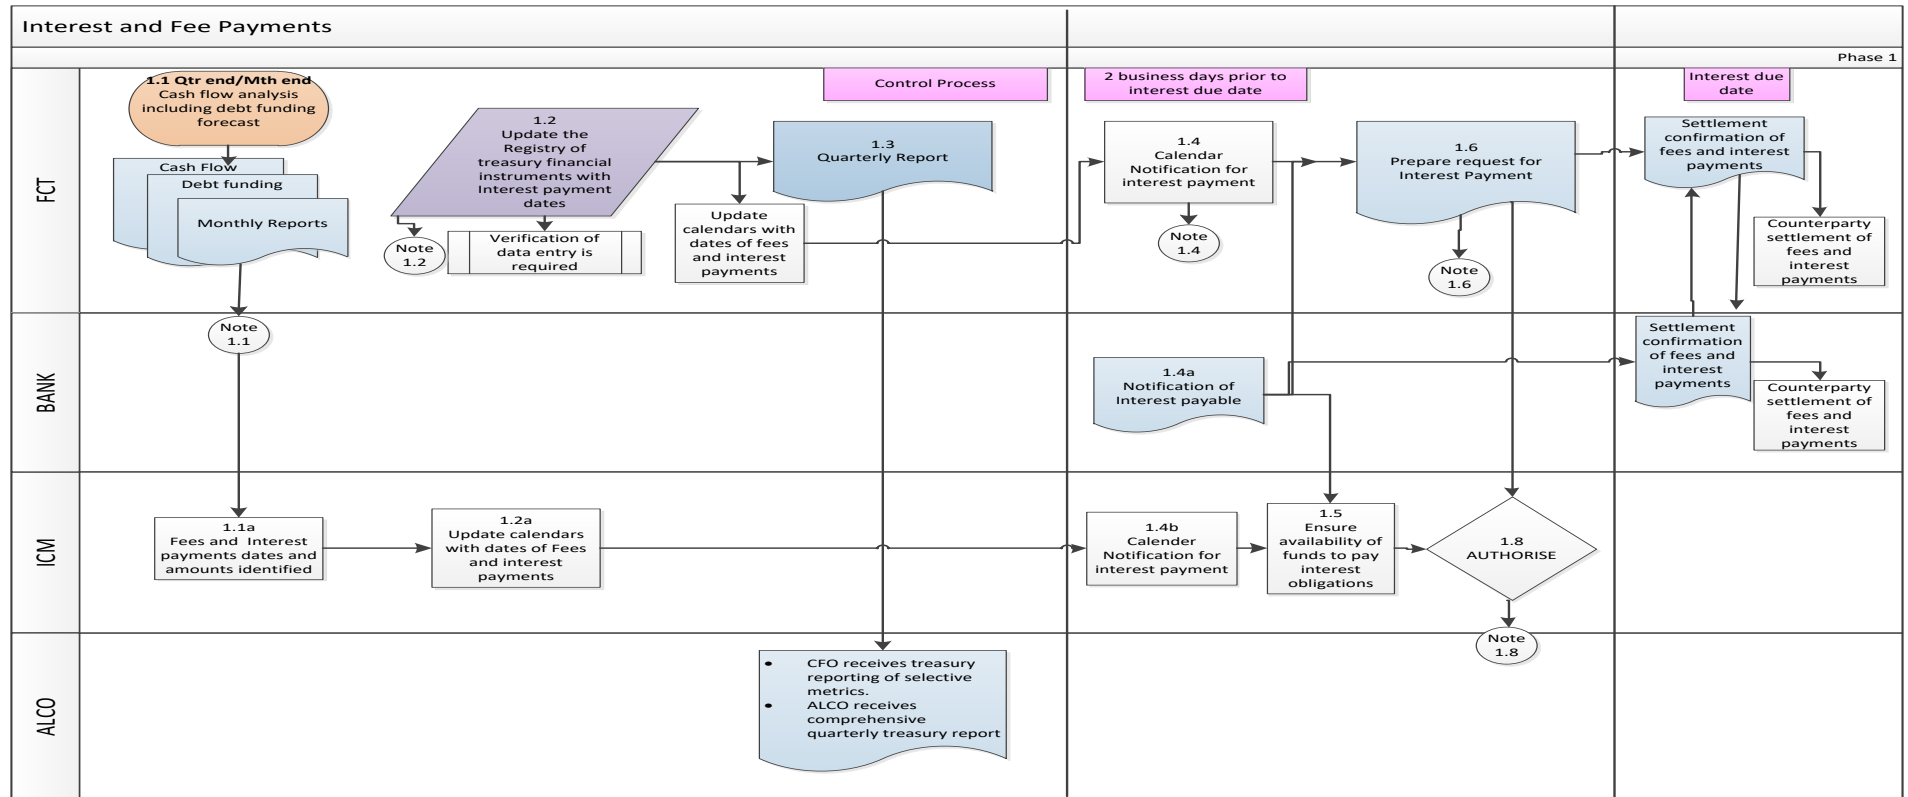 Interest and Fee Payments
Phase 1
FCT
1.1 Qtr end/Mth end
Cash flow analysis
including debt funding
forecast
Cash Flow
Debt funding
Monthly Reports
1.2
Update the
Registry of
treasury financial
instruments with
Interest payment
dates
Note
1.2
Verification of
data entry is
required
Update
calendars with
dates of fees
and interest
payments
Control Process
1.3
Quarterly Report
2 business days prior to
interest due date
1.4
Calendar
Notification for
interest payment
Note
1.4
1.6
Prepare request for
Interest Payment
Note
1.6
Interest due
date
Settlement
confirmation of
fees and interest
payments
Counterparty
settlement of
fees and
interest
payments
BANK
Note
1.1
1.4a
Notification of
Interest payable
Settlement
confirmation
of fees and
interest
payments
Counterparty
settlement of
fees and
interest
payments
ICM
1.1a
Fees and Interest
payments dates and
amounts identified
1.2a
Update calendars
with dates of Fees
and interest
payments
1.4b
Calender
Notification for
interest payment
1.5
Ensure
availability of
funds to pay
interest
obligations
1.8
AUTHORISE
Note
1.8
ALCO
• CFO receives treasury
reporting of selective
metrics.
• ALCO receives
comprehensive
quarterly treasury report